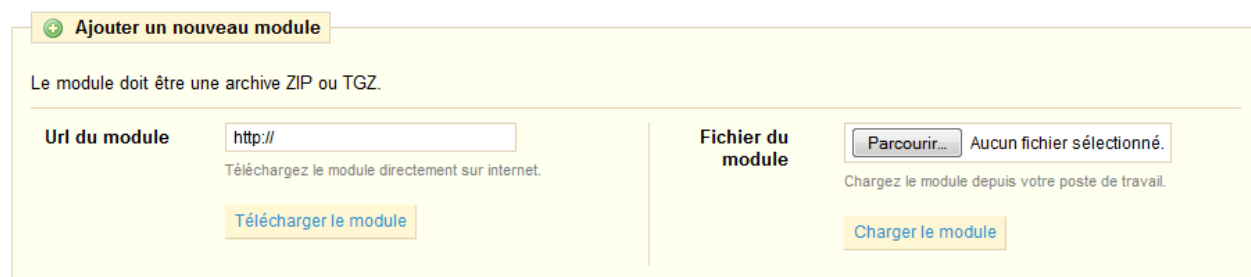 Ajouter un nouveau module
Le module doit être une archive ZIP ou TGZ.
Url du module
http://
Téléchargez le module directement sur internet.
Télécharger le module
Fichier du
module
Parcourir... Aucun fichier sélectionné.
Chargez le module depuis votre poste de travail.
Charger le module